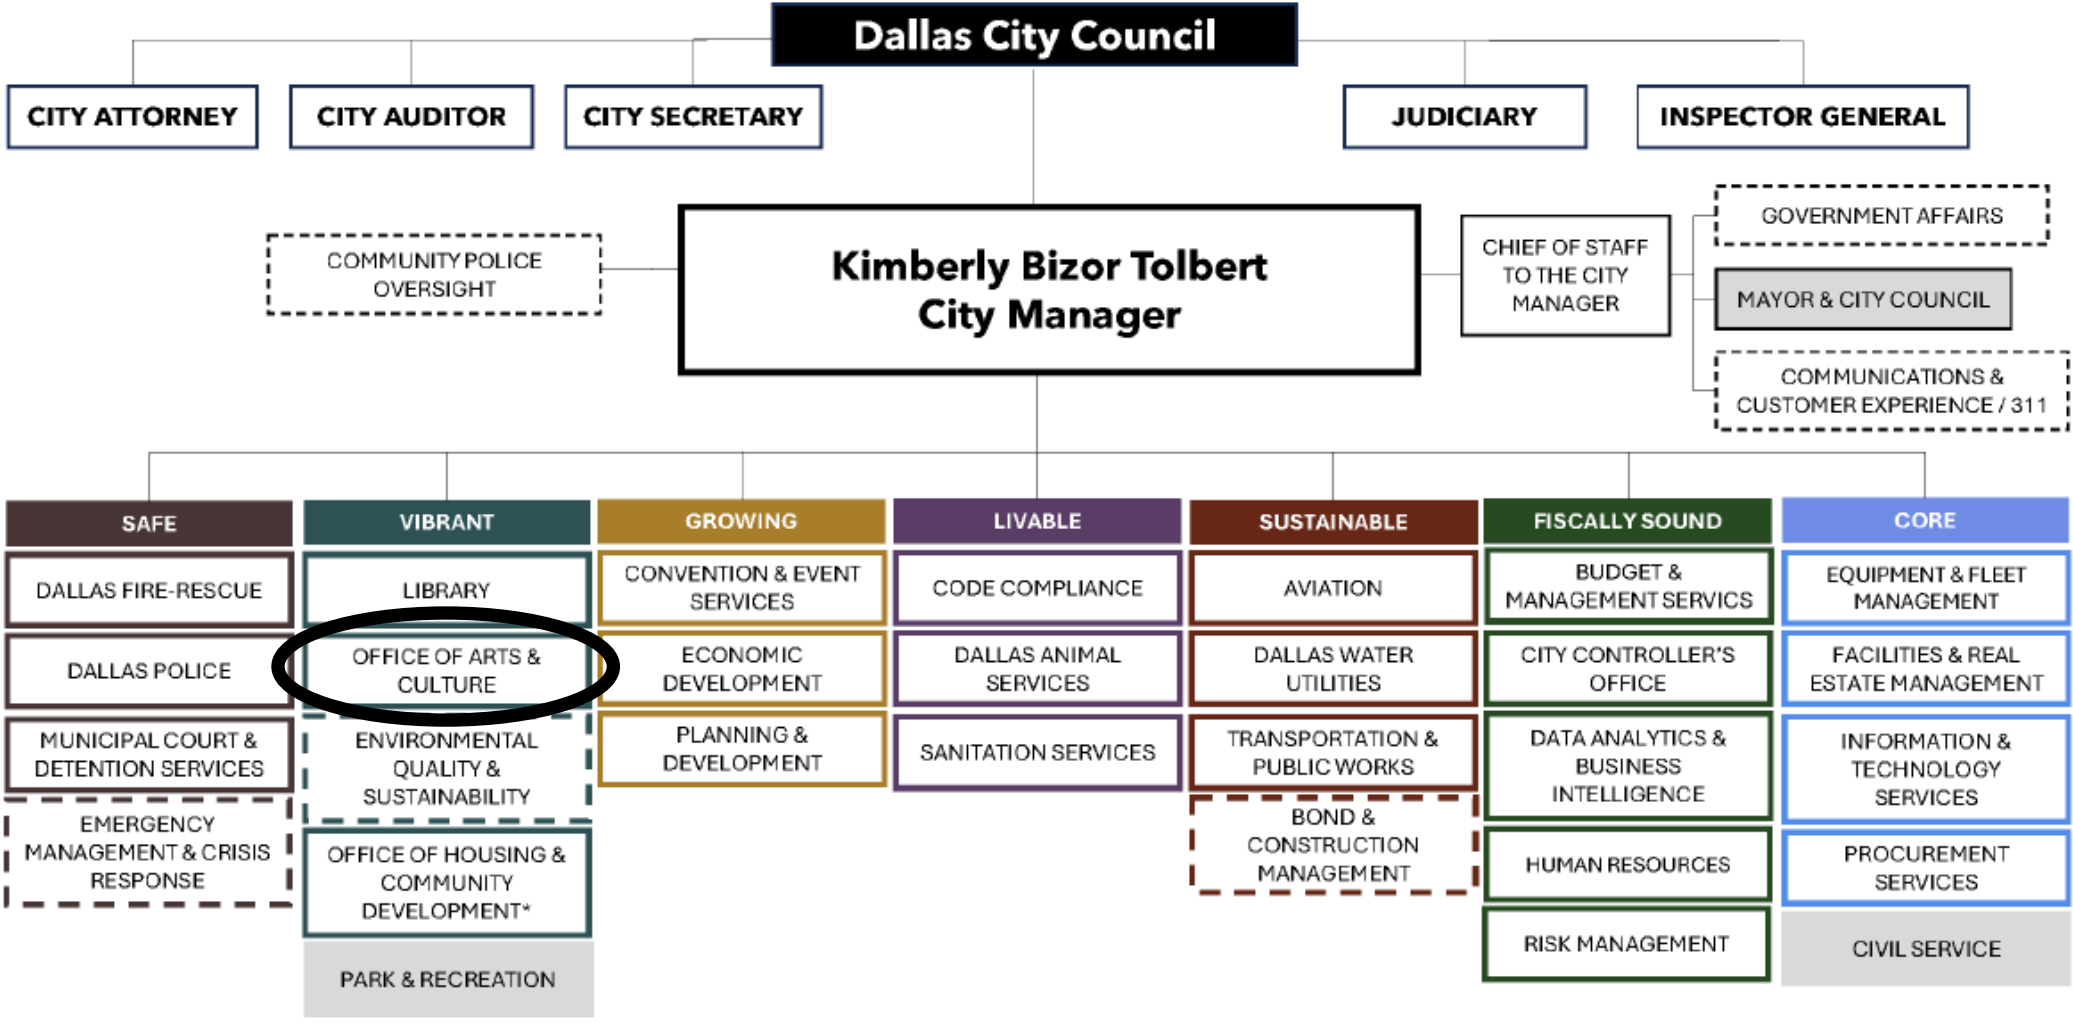 Dallas City Council
CITY ATTORNEY
CITY AUDITOR
CITY SECRETARY
JUDICIARY
INSPECTOR GENERAL
COMMUNITY POLICE
OVERSIGHT
Kimberly Bizor Tolbert
City Manager
CHIEF OF STAFF
TO THE CITY
MANAGER
GOVERNMENT AFFAIRS
MAYOR & CITY COUNCIL
COMMUNICATIONS &
CUSTOMER EXPERIENCE / 311
SAFE
DALLAS FIRE-RESCUE
DALLAS POLICE
MUNICIPAL COURT &
DETENTION SERVICES
EMERGENCY
MANAGEMENT & CRISIS
RESPONSE
VIBRANT
LIBRARY
OFFICE OF ARTS &
CULTURE
ENVIRONMENTAL
QUALITY &
SUSTAINABILITY
OFFICE OF HOUSING &
COMMUNITY
DEVELOPMENT*
PARK & RECREATION
GROWING
CONVENTION & EVENT
SERVICES
ECONOMIC
DEVELOPMENT
PLANNING &
DEVELOPMENT
LIVABLE
CODE COMPLIANCE
DALLAS ANIMAL
SERVICES
SANITATION SERVICES
SUSTAINABLE
AVIATION
DALLAS WATER
UTILITIES
TRANSPORTATION &
PUBLIC WORKS
BOND &
CONSTRUCTION
MANAGEMENT
FISCALLY SOUND
BUDGET &
MANAGEMENT SERVICS
CITY CONTROLLER'S
OFFICE
DATA ANALYTICS &
BUSINESS
INTELLIGENCE
HUMAN RESOURCES
RISK MANAGEMENT
CORE
EQUIPMENT & FLEET
MANAGEMENT
FACILITIES & REAL
ESTATE MANAGEMENT
INFORMATION &
TECHNOLOGY
SERVICES
PROCUREMENT
SERVICES
CIVIL SERVICE